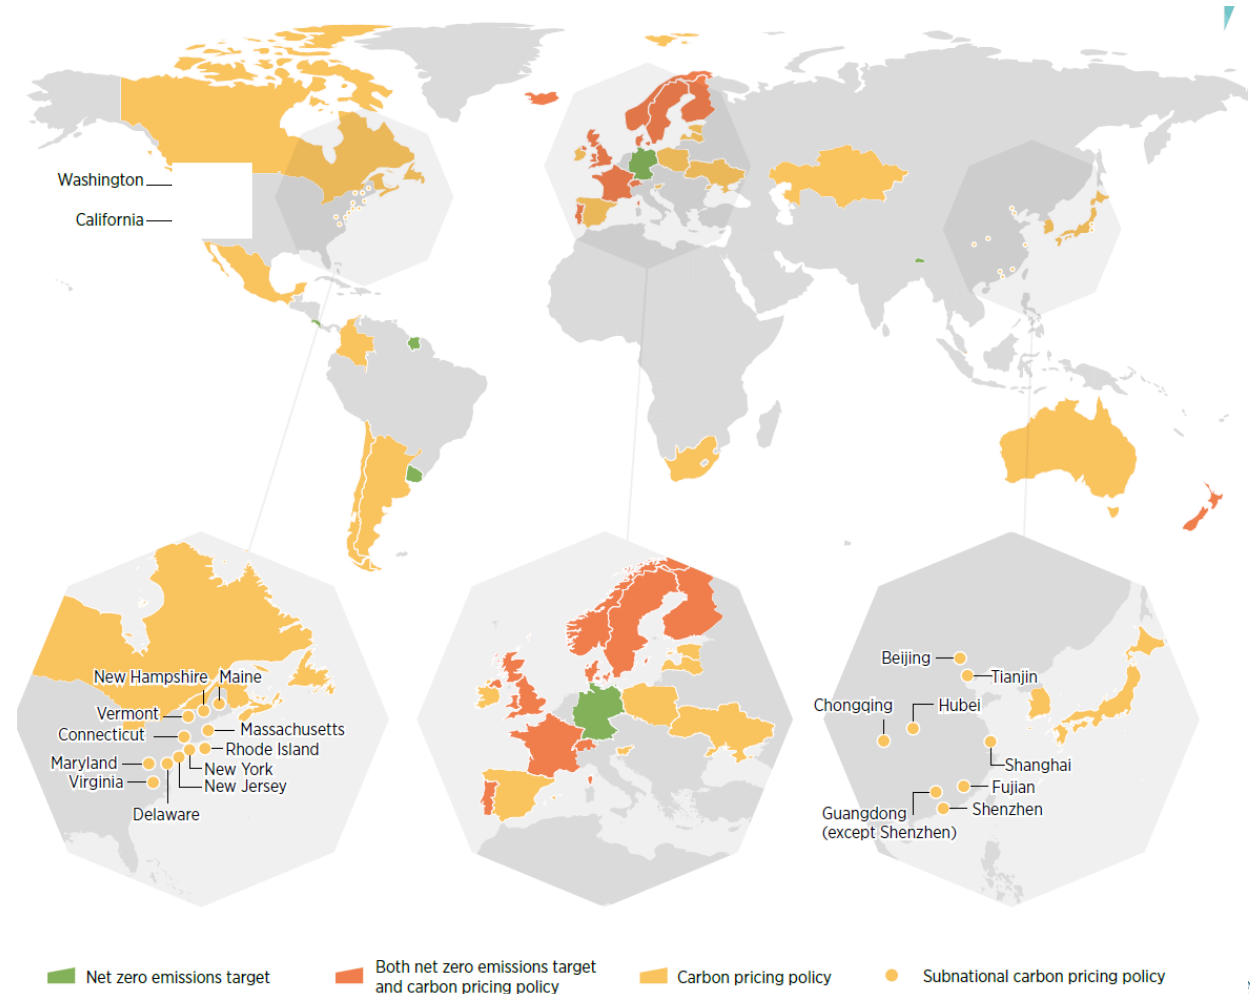 Washington
California
New Hampshire
Maine
Vermont
Connecticut
Massachusetts
Rhode Island
Maryland
New York
Virginia
New Jersey
Delaware
Beijing
Tianjin
Chongqing
Hubei
Shanghai
Fujian
Guangdong
(except Shenzhen)
Shenzhen
Net zero emissions target
Both net zero emissions target
and carbon pricing policy
Carbon pricing policy
Subnational carbon pricing policy